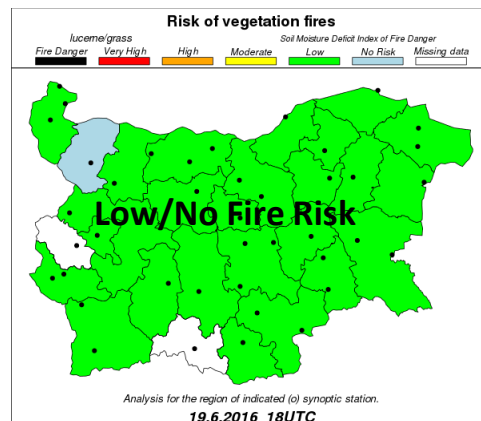 Risk of vegetation fires
lucerne/grass Soil Moisture Deficit Index of Fire Danger
Fire Danger Very High High Moderate Low No Risk Missing data
Low/No Fire Risk
Analysis for the region of indicated (o) synoptic station.
19.6.2016 18UTC